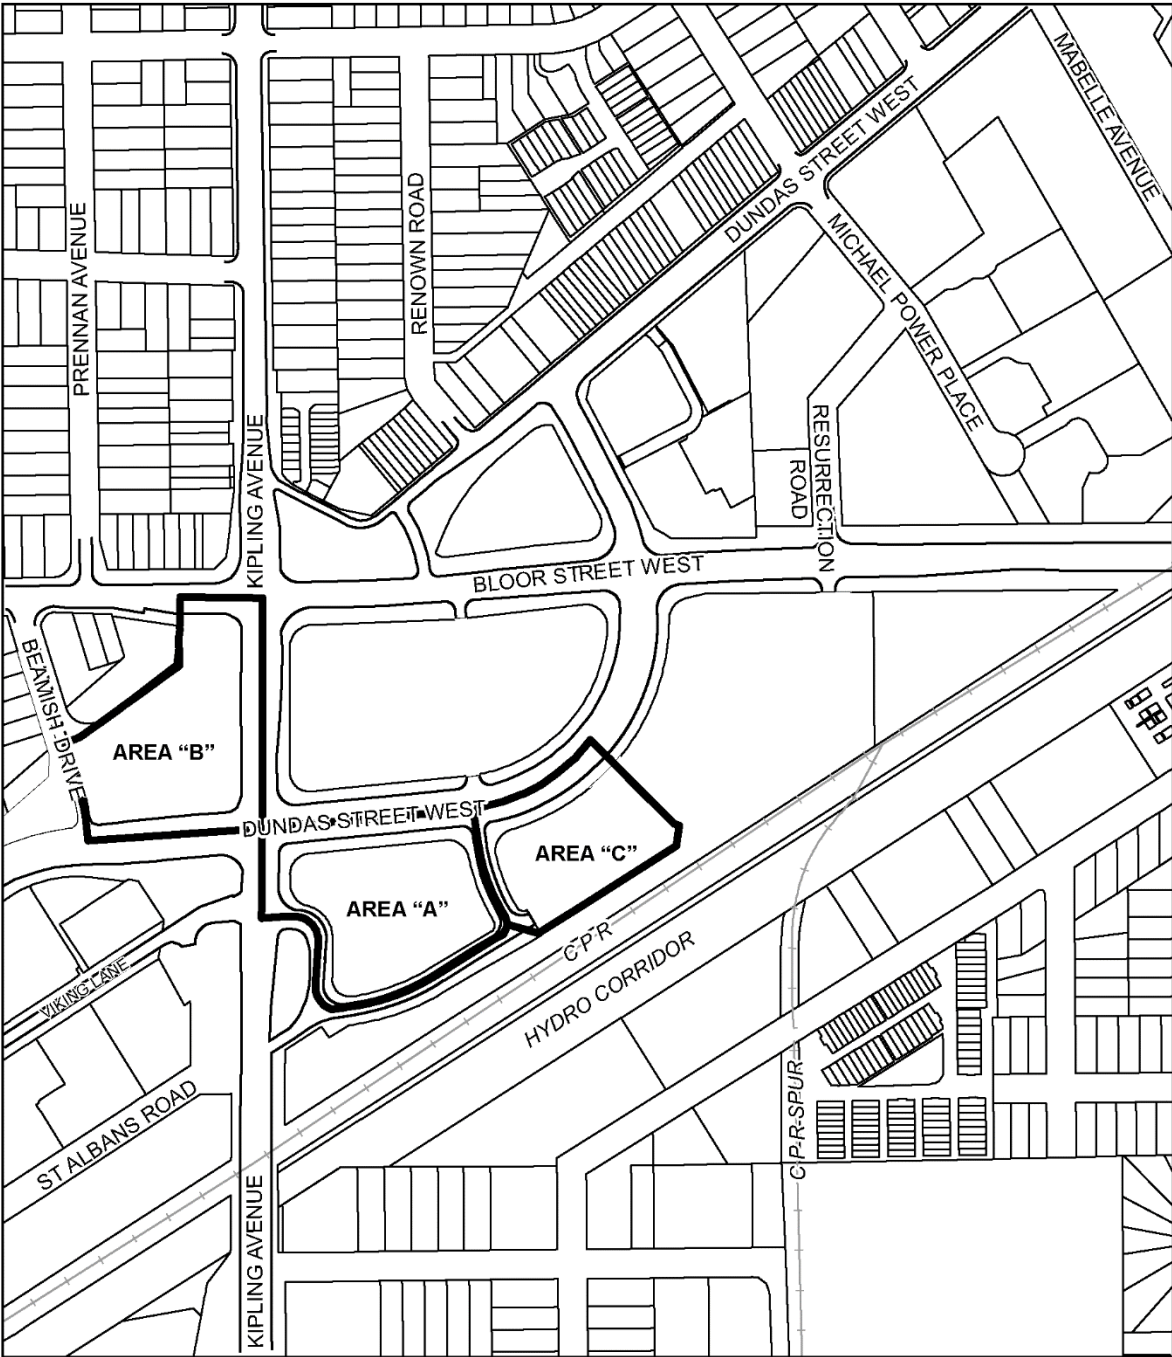 MABELLE AVENUE
DUNDAS STREET WEST
RENOWN ROAD
PRENNAN AVENUE
MICHAEL POWER PLACE
KIPLING AVENUE
RESURRECTION
ROAD
BLOOR STREET WEST
BEAMISH DRIVE
AREA “B”
DUNDAS STREET WEST
AREA “C”
AREA “A”
C P R
HYDRO CORRIDOR
VIKING LANE
ST ALBANS ROAD
C P R SPUR
KIPLING AVENUE